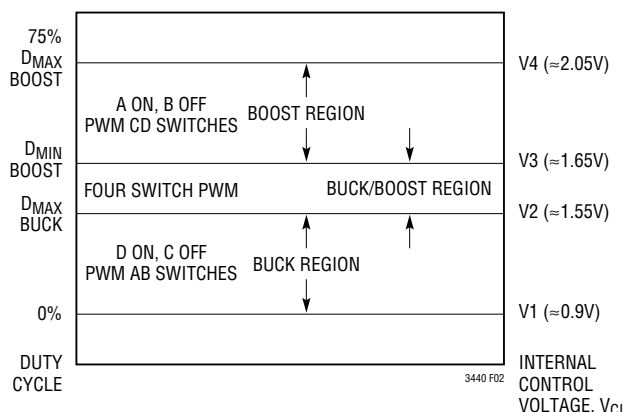 75%
DMAX
BOOST
V4 (≈2.05V)
A ON, B OFF
PWM CD SWITCHES
BOOST REGION
DMIN
BOOST
V3 (≈1.65V)
FOUR SWITCH PWM
BUCK/BOOST REGION
DMAX
BUCK
V2 (≈1.55V)
D ON, C OFF
PWM AB SWITCHES
BUCK REGION
0%
V1 (≈0.9V)
DUTY
CYCLE
3440 F02
INTERNAL
CONTROL
VOLTAGE,